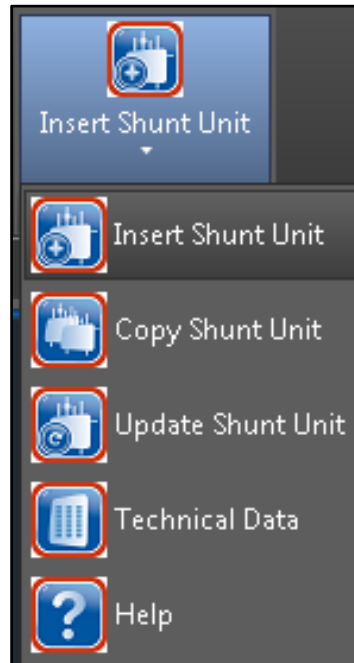 Insert Shunt Unit
Insert Shunt Unit
Copy Shunt Unit
Update Shunt Unit
Technical Data
? Help